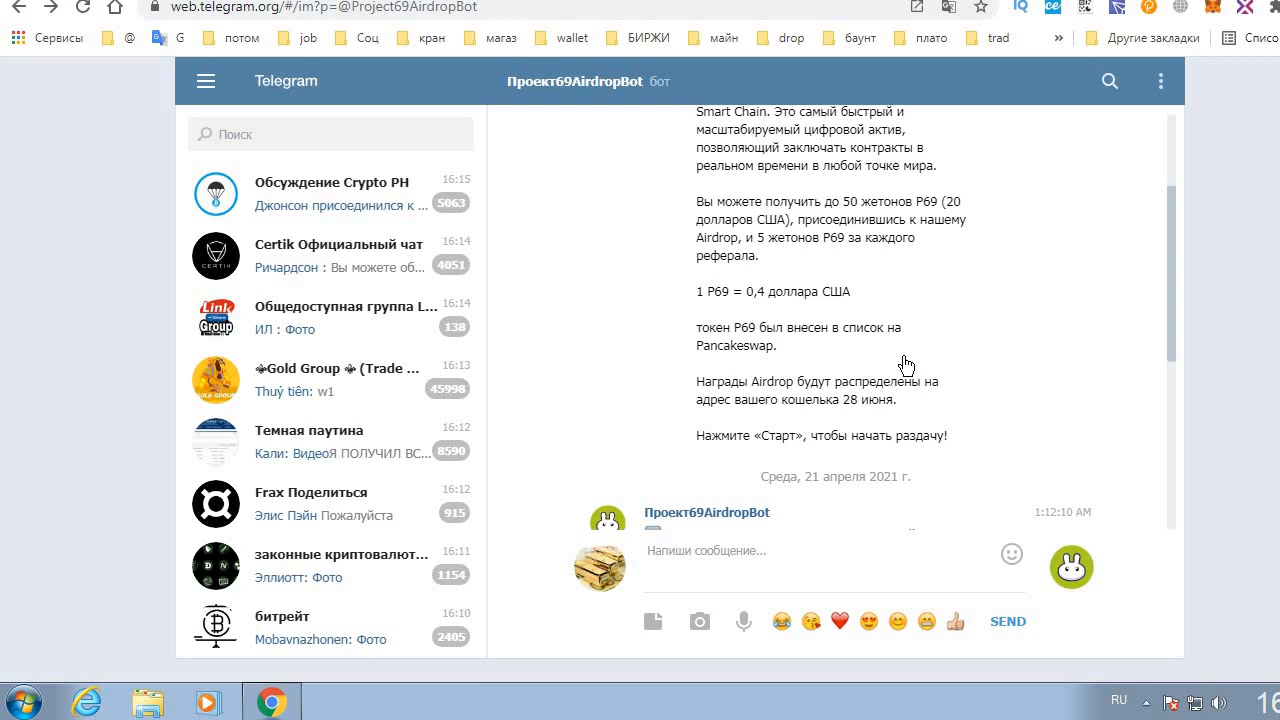 web.telegram.org/#/im?p=@Project69AirdropBot
Сервисы @ G потом job Соц кран магаз wallet БИРЖИ майн drop баунт плато trad » Другие закладки Списо
Telegram
Проект69AirdropBot бот
Поиск
Обсуждение Crypto PH 16:15
Джонсон присоединился к ... 5063
Certik Официальный чат 16:14
Ричардсон : Вы можете об... 4051
Общедоступная группа L... 16:14
ИЛ : Фото 138
Gold Group (Trade ... 16:13
Thuỷ tiên: w1 45998
Темная паутина 16:12
Кали: ВидеоЯ ПОЛУЧИЛ ВС... 8590
Frax Поделиться 16:12
Элис Пэйн Пожалуйста 915
законные криптовалют... 16:11
Эллиотт: Фото 1154
битрейт 16:10
Mobavnazhonen: Фото 2405
Smart Chain. Это самый быстрый и
масштабируемый цифровой актив,
позволяющий заключать контракты в
реальном времени в любой точке мира.
Вы можете получить до 50 жетонов P69 (20
долларов США), присоединившись к нашему
Airdrop, и 5 жетонов P69 за каждого
реферала.
1 P69 = 0,4 доллара США
токен P69 был внесен в список на
Pancakeswap.
Награды Airdrop будут распределены на
адрес вашего кошелька 28 июня.
Нажмите «Старт», чтобы начать раздачу!
Среда, 21 апреля 2021 г.
Проект69AirdropBot 1:12:10 AM
Напиши сообщение...
SEND
CERTIK
Link
Share
Group
GOLD GROUP
D N
RU
16